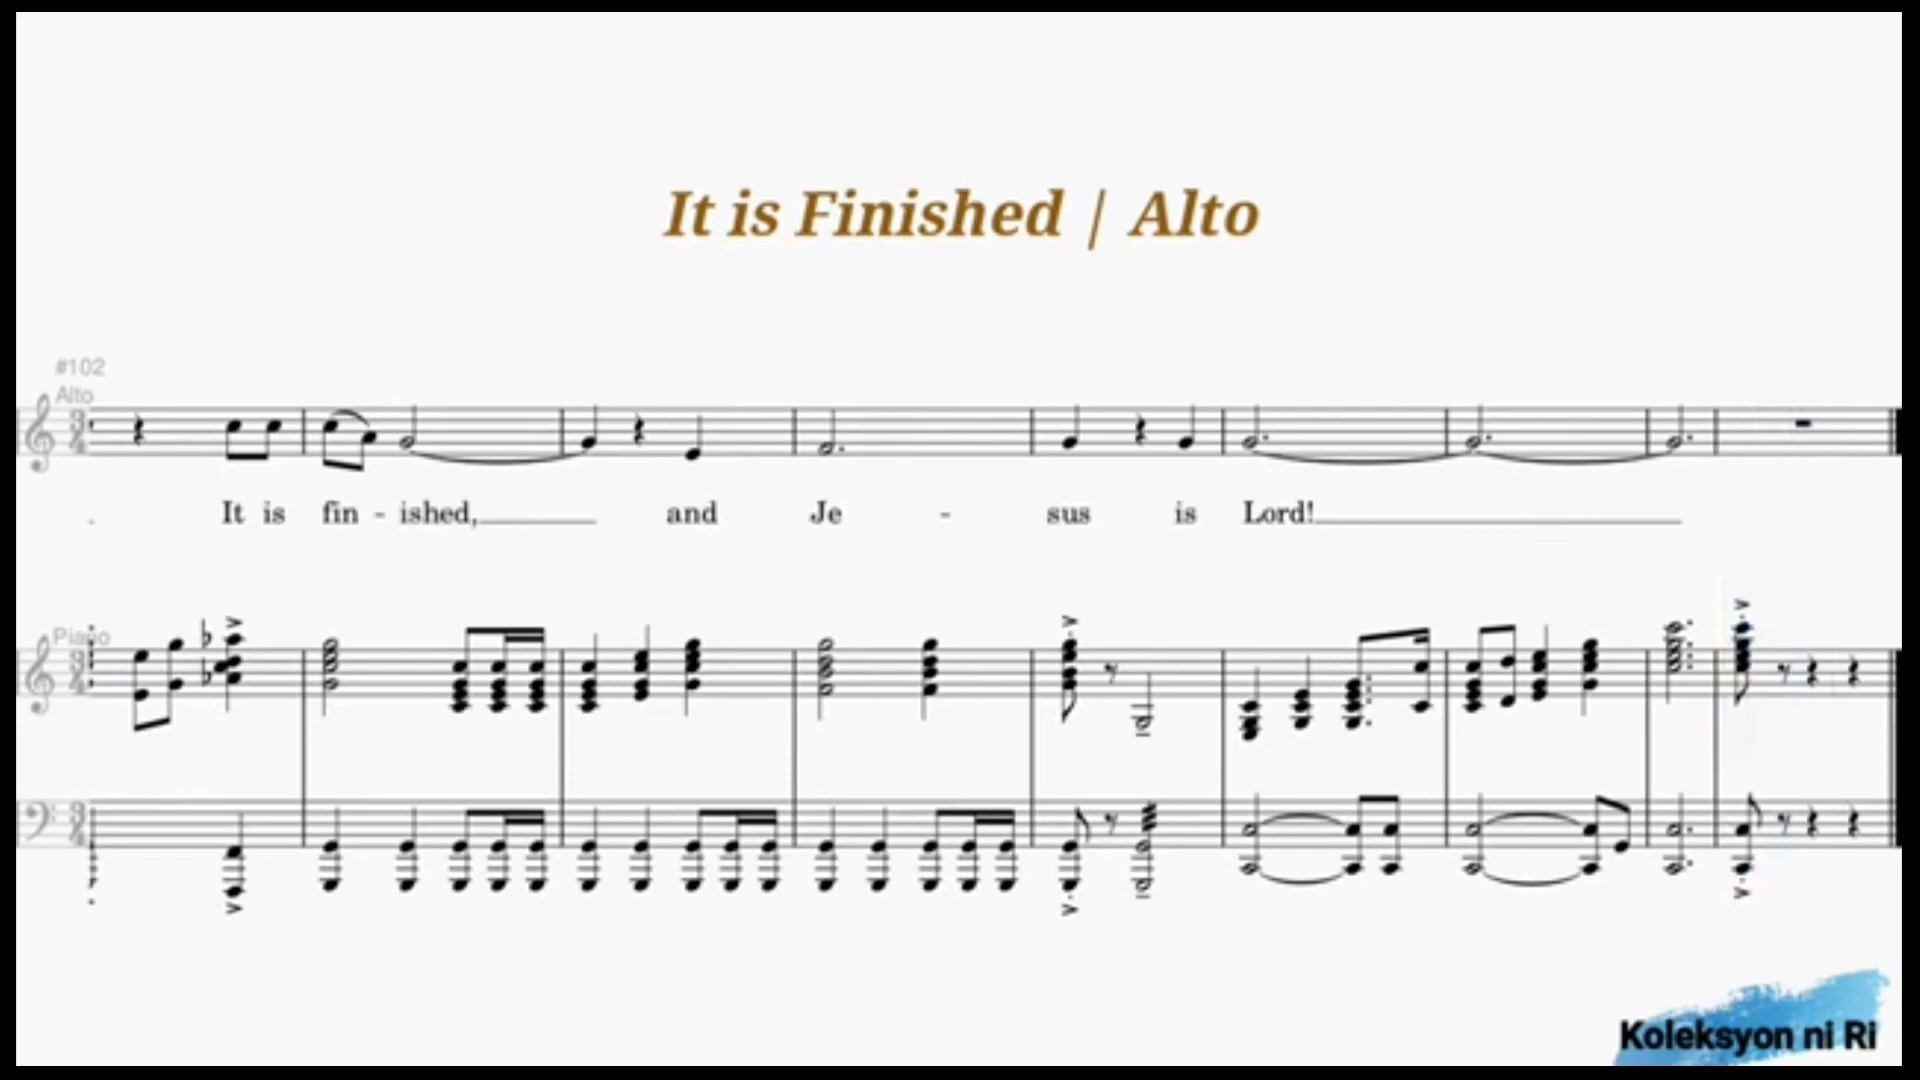 It is Finished | Alto
#102
Alto
It is fin - ished, and Je - sus is Lord!
Piano
Koleksyon ni Ri